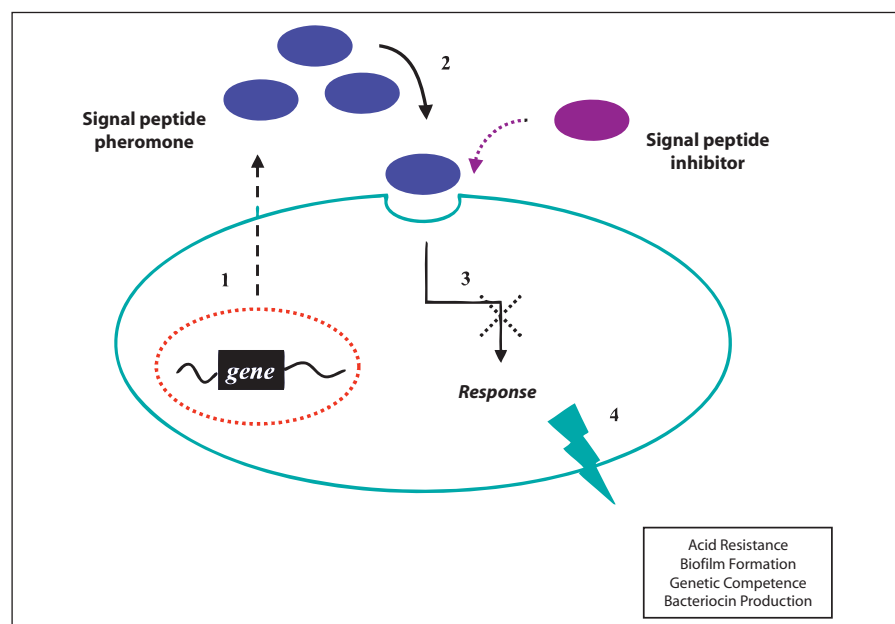 2
Signal peptide
pheromone
Signal peptide
inhibitor
1
3
gene
Response
4
Acid Resistance
Biofilm Formation
Genetic Competence
Bacteriocin Production